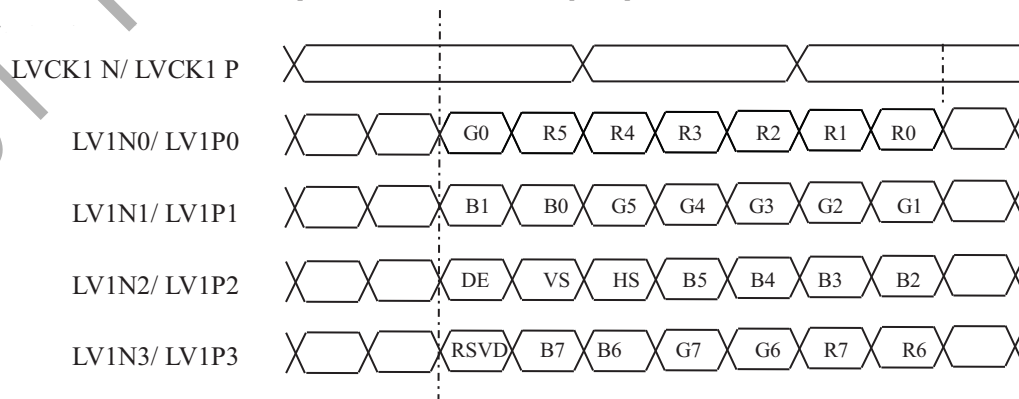 LVCK1 N/ LVCK1 P
LV1N0/ LV1P0 G0 R5 R4 R3 R2 R1 R0
LV1N1/ LV1P1 B1 B0 G5 G4 G3 G2 G1
LV1N2/ LV1P2 DE VS HS B5 B4 B3 B2
LV1N3/ LV1P3 RSVD B7 B6 G7 G6 R7 R6